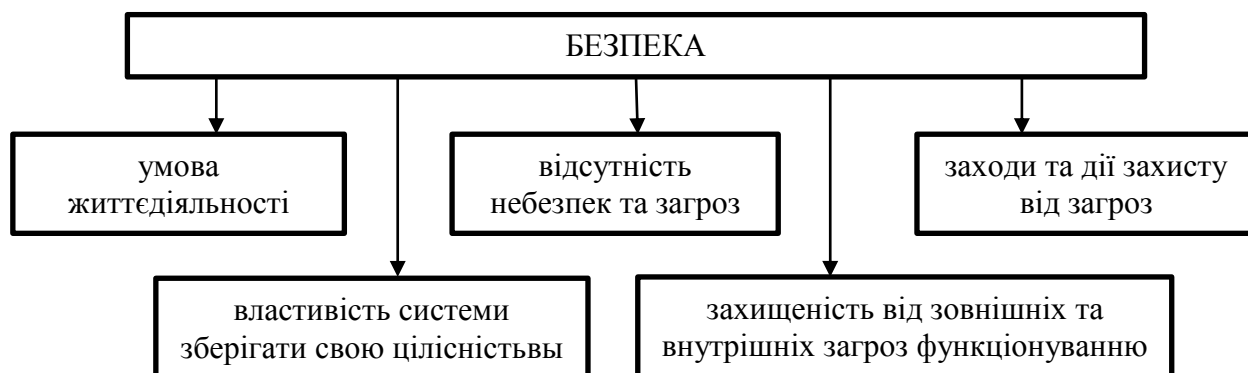 БЕЗПЕКА
умова
життєдіяльності
відсутність
небезпек та загроз
заходи та дії захисту
від загроз
властивість системи
зберігати свою цілісністьвы
захищеність від зовнішніх та
внутрішніх загроз функціонуванню